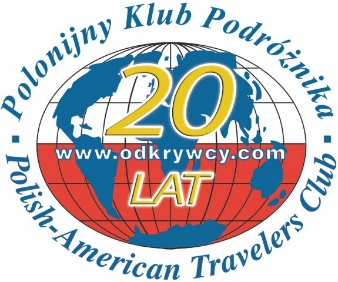 Polonijny Klub Podróżnika
20
www.odkrywcy.com
LAT
Polish-American Travelers Club